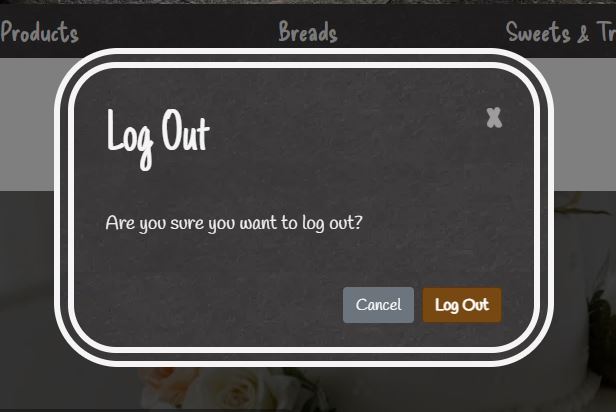 Products Breads Sweets & Tr
Log Out
X
Are you sure you want to log out?
Cancel Log Out